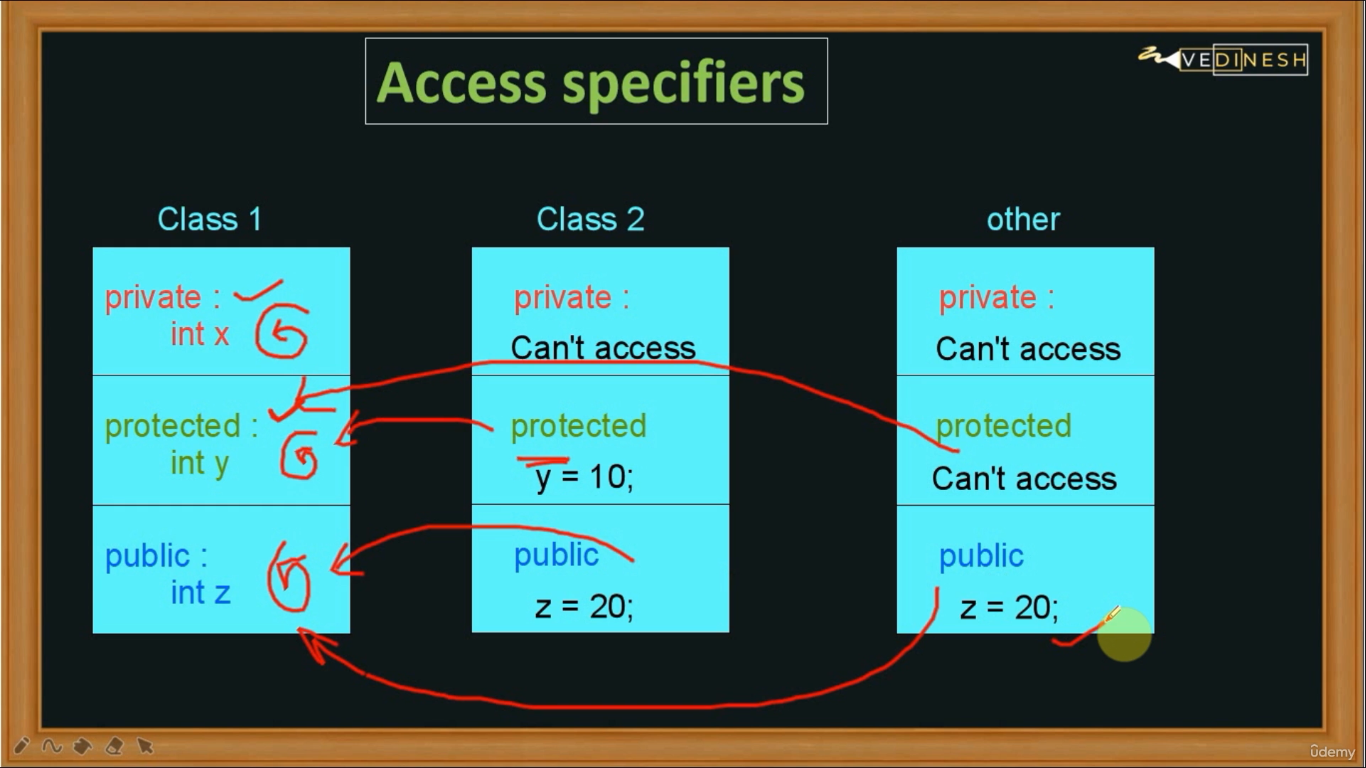 Access specifiers
VEDINESH
Class 1
private :
int x
protected :
int y
public :
int z
Class 2
private :
Can't access
protected
y = 10;
public
z = 20;
other
private :
Can't access
protected
Can't access
public
z = 20;
ûdemy